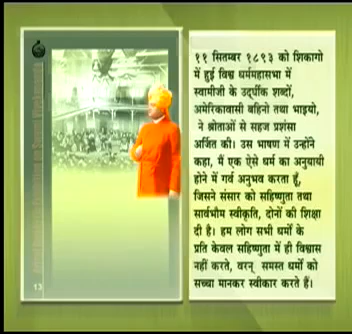 ११ सितम्बर १८९३ को शिकागो
में हुई विश्व धर्ममहासभा में
स्वामीजी के उद्घोषक शब्दों,
अमेरिकावासी बहिनो तथा भाइयो,
ने श्रोताओं से सहज प्रशंसा
अर्जित की। उस भाषण में उन्होंने
कहा, मैं एक ऐसे धर्म का अनुयायी
होने में गर्व अनुभव करता हूँ,
जिसने संसार को सहिष्णुता तथा
सार्वभौम स्वीकृति, दोनों की शिक्षा
दी है। हम लोग सभी धर्मों के
प्रति केवल सहिष्णुता में ही विश्वास
नहीं करते, वरन् समस्त धर्मों को
सच्चा मानकर स्वीकार करते हैं।
13